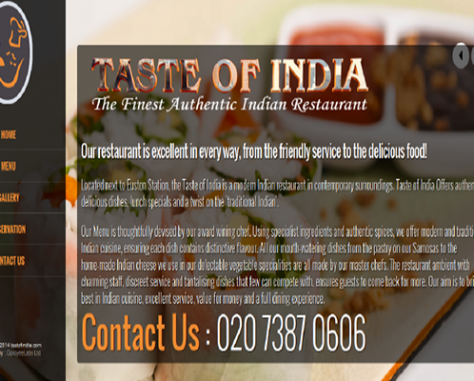 HOME
MENU
GALLERY
CONTACT US
TASTE OF INDIA
The Finest Authentic Indian Restaurant
Our restaurant is excellent in every way, from the friendly service to the delicious food!
Located next to Euston Station, the Taste of India is a modern Indian restaurant in contemporary surroundings. Taste of India Offers authen
delicious dishes, lunch specials and a twist on the 'traditional Indian'.
Our Menu is thoughtfully devised by our award wining chef. Using specialist ingredients and authentic spices, we offer modern and traditi
Indian cuisine, ensuring each dish contains distinctive flavour. All our mouth-watering dishes from the pastry on our Samosas to the
home-made Indian cheese we use in our delectable vegetable specialities are all made by our master chefs. The restaurant ambient with
charming staff, discreet service and tantalising dishes that few can compete with, ensures guests to come back for more. Our aim is to bri
best in Indian cuisine, excellent service, value for money and a full dining experience.
Contact Us : 020 7387 0606